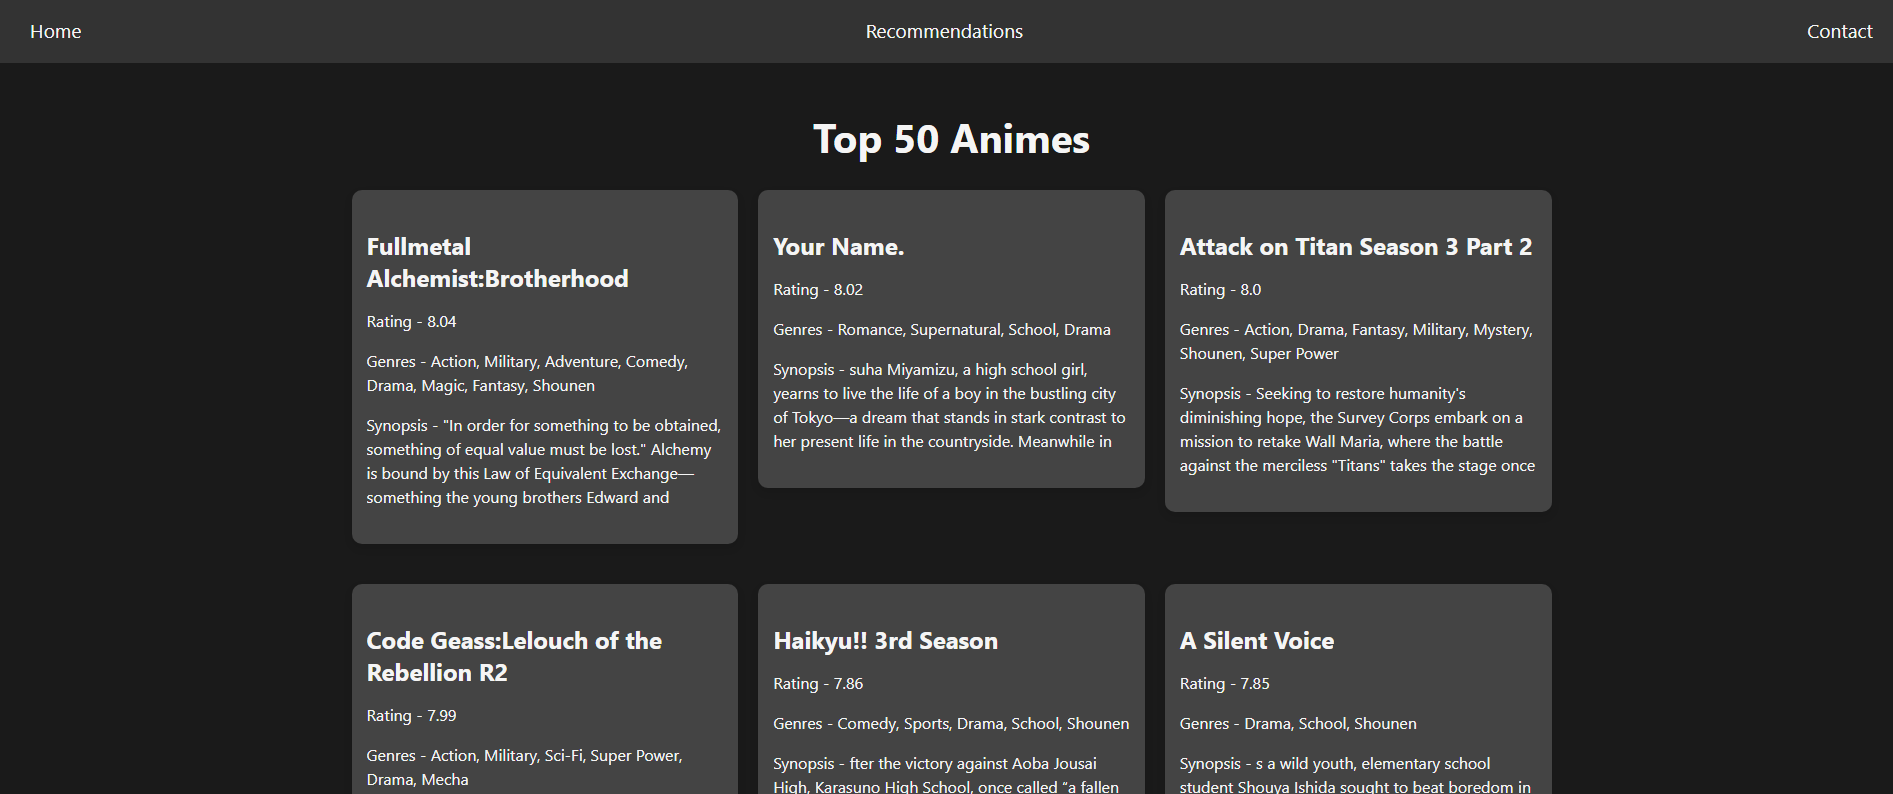 Home
Recommendations
Contact
Top 50 Animes
Fullmetal
Alchemist:Brotherhood
Rating - 8.04
Genres - Action, Military, Adventure, Comedy,
Drama, Magic, Fantasy, Shounen
Synopsis - "In order for something to be obtained,
something of equal value must be lost." Alchemy
is bound by this Law of Equivalent Exchange—
something the young brothers Edward and
Your Name.
Rating - 8.02
Genres - Romance, Supernatural, School, Drama
Synopsis - suha Miyamizu, a high school girl,
yearns to live the life of a boy in the bustling city
of Tokyo—a dream that stands in stark contrast to
her present life in the countryside. Meanwhile in
Attack on Titan Season 3 Part 2
Rating - 8.0
Genres - Action, Drama, Fantasy, Military, Mystery,
Shounen, Super Power
Synopsis - Seeking to restore humanity's
diminishing hope, the Survey Corps embark on a
mission to retake Wall Maria, where the battle
against the merciless "Titans" takes the stage once
Code Geass:Lelouch of the
Rebellion R2
Rating - 7.99
Genres - Action, Military, Sci-Fi, Super Power,
Drama, Mecha
Haikyu!! 3rd Season
Rating - 7.86
Genres - Comedy, Sports, Drama, School, Shounen
Synopsis - fter the victory against Aoba Jousai
High, Karasuno High School, once called "a fallen
A Silent Voice
Rating - 7.85
Genres - Drama, School, Shounen
Synopsis - s a wild youth, elementary school
student Shouya Ishida sought to beat boredom in